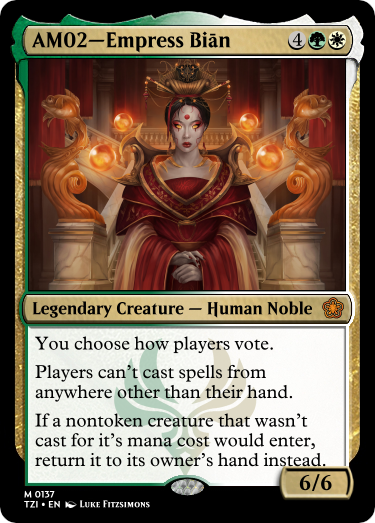 AM02—Empress Biān 4
Legendary Creature — Human Noble
You choose how players vote.
Players can't cast spells from
anywhere other than their hand.
If a nontoken creature that wasn't
cast for it's mana cost would enter,
return it to its owner's hand instead.
6/6
M 0137
TZI • EN Luke Fitzsimons